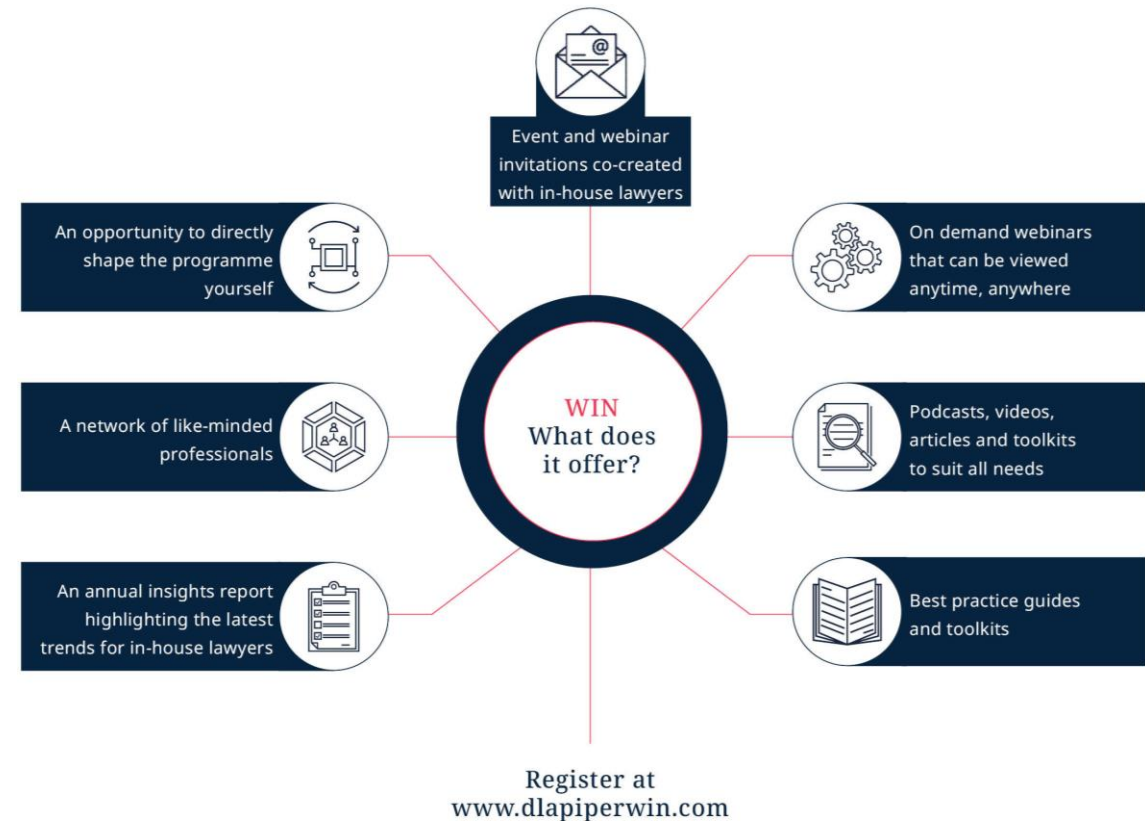 @
Event and webinar
invitations co-created
with in-house lawyers
An opportunity to directly
shape the programme
yourself
On demand webinars
that can be viewed
anytime, anywhere
A network of like-minded
professionals
WIN
What does
it offer?
Podcasts, videos,
articles and toolkits
to suit all needs
An annual insights report
highlighting the latest
trends for in-house lawyers
Best practice guides
and toolkits
Register at
www.dlapiperwin.com